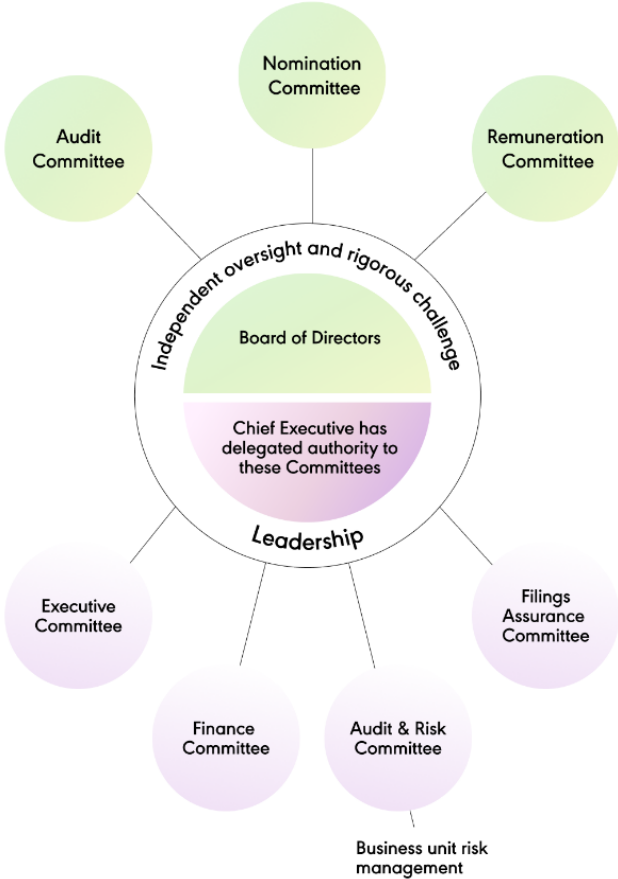 Nomination
Committee
Audit
Committee
Remuneration
Committee
Independent oversight and rigorous challenge
Board of Directors
Chief Executive has
delegated authority to
these Committees
Leadership
Executive
Committee
Filings
Assurance
Committee
Finance
Committee
Audit & Risk
Committee
Business unit risk
management